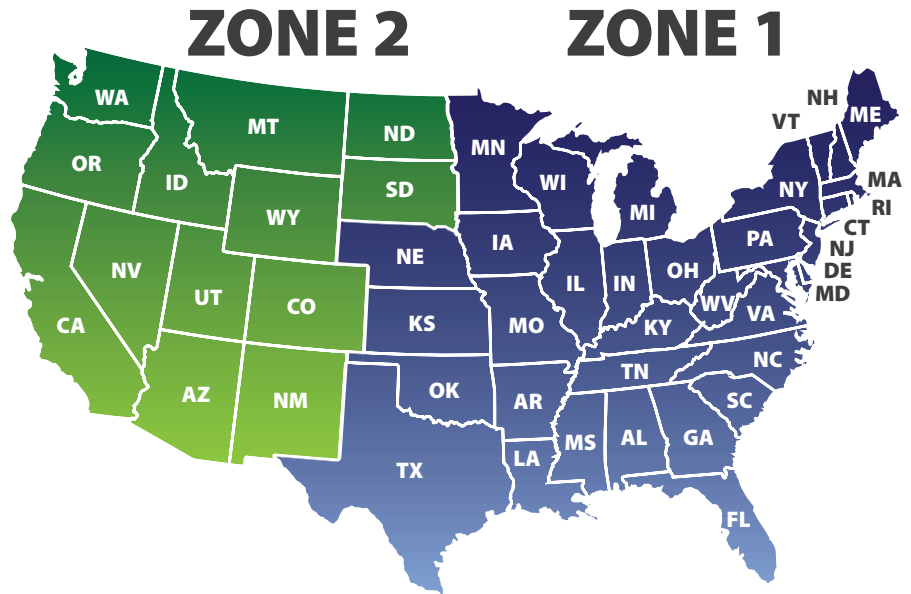 ZONE 2
ZONE 1
WA
OR
ID
MT
ND
SD
WY
NV
UT
CO
CA
AZ
NM
MN
WI
MI
IA
NE
IL
IN
OH
KS
MO
KY
WV
VA
PA
NY
VT
NH
ME
MA
RI
CT
NJ
DE
MD
OK
AR
TN
NC
SC
MS
AL
GA
LA
TX
FL